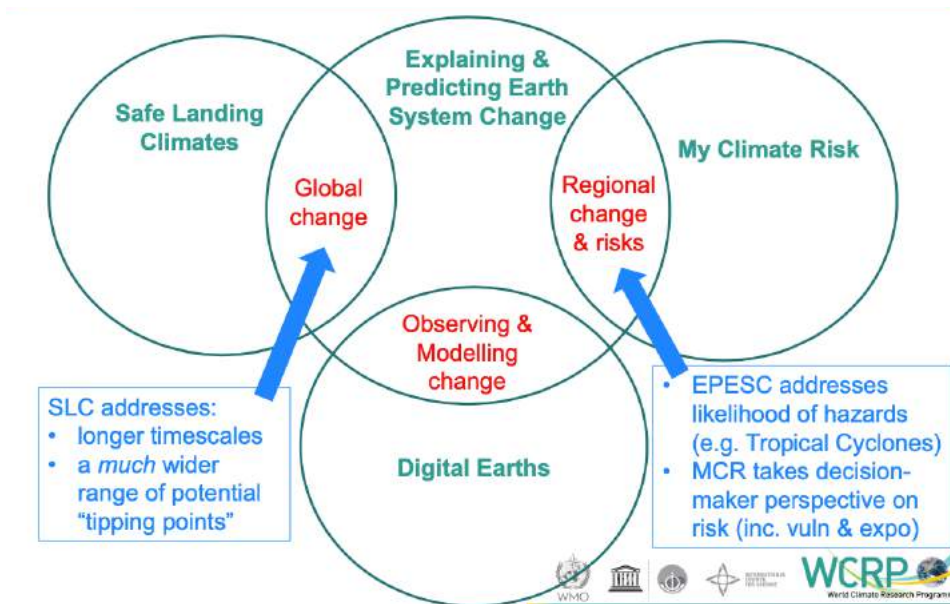 Explaining &
Predicting Earth
System Change
Safe Landing
Climates
My Climate Risk
Global
change
Regional
change
& risks
Observing &
Modelling
change
SLC addresses:
• longer timescales
• a much wider
range of potential
“tipping points”
Digital Earths
• EPESC addresses
likelihood of hazards
(e.g. Tropical Cyclones)
• MCR takes decision-
maker perspective on
risk (inc. vuln & expo)
WMO
WCRP
World Climate Research Programme